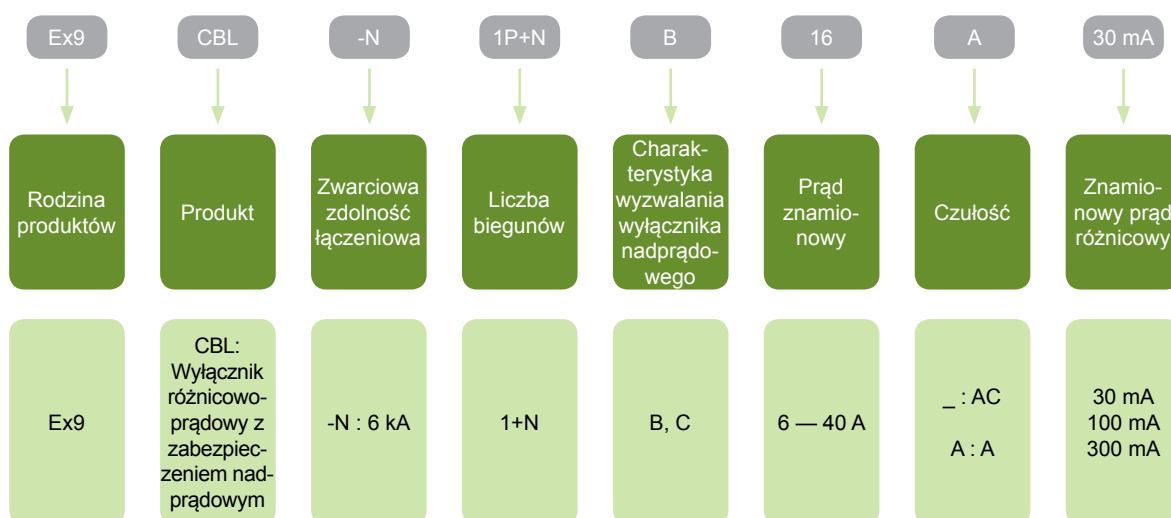 Ex9
CBL
-N
1P+N
B
16
A
30 mA
Rodzina
produktów
Produkt
Zwarciowa
zdolność
łączeniowa
Liczba
biegunów
Charak-
terystyka
wyzwalania
wyłącznika
nadprądo-
wego
Prąd
znamio-
nowy
Czułość
Znamio-
nowy prąd
różnicowy
Ex9
CBL:
Wyłącznik
różnicowo-
prądowy z
zabezpiec-
zeniem nad-
prądowym
-N : 6 kA
1+N
B, C
6 — 40 A
_ : AC
A : A
30 mA
100 mA
300 mA